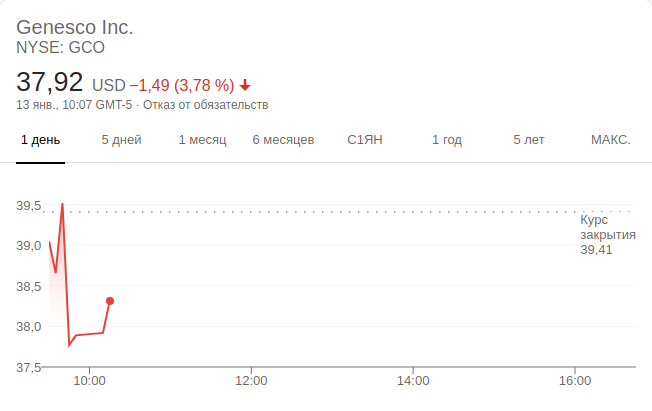 Genesco Inc.
NYSE: GCO
37,92 USD −1,49 (3,78 %)
13 янв., 10:07 GMT-5 · Отказ от обязательств
1 день 5 дней 1 месяц 6 месяцев С1ЯН 1 год 5 лет МАКС.
39,5
Курс
закрытия
39,41
39,0
38,5
38,0
37,5
10:00 12:00 14:00 16:00